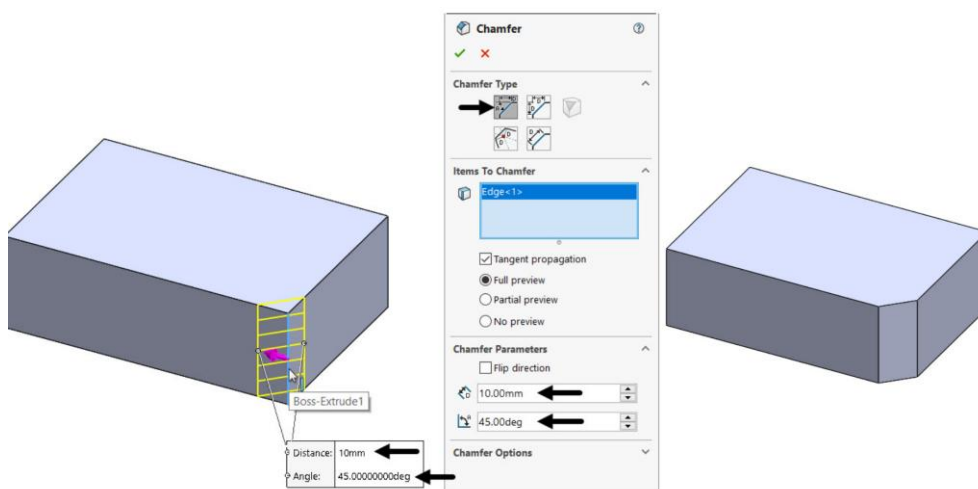 Chamfer
Chamfer Type
Items To Chamfer
Edge<1>
Tangent propagation
Full preview
Partial preview
No preview
Chamfer Parameters
Flip direction
10.00mm
45.00deg
Chamfer Options
Boss-Extrude1
Distance: 10mm
Angle: 45.00000000deg